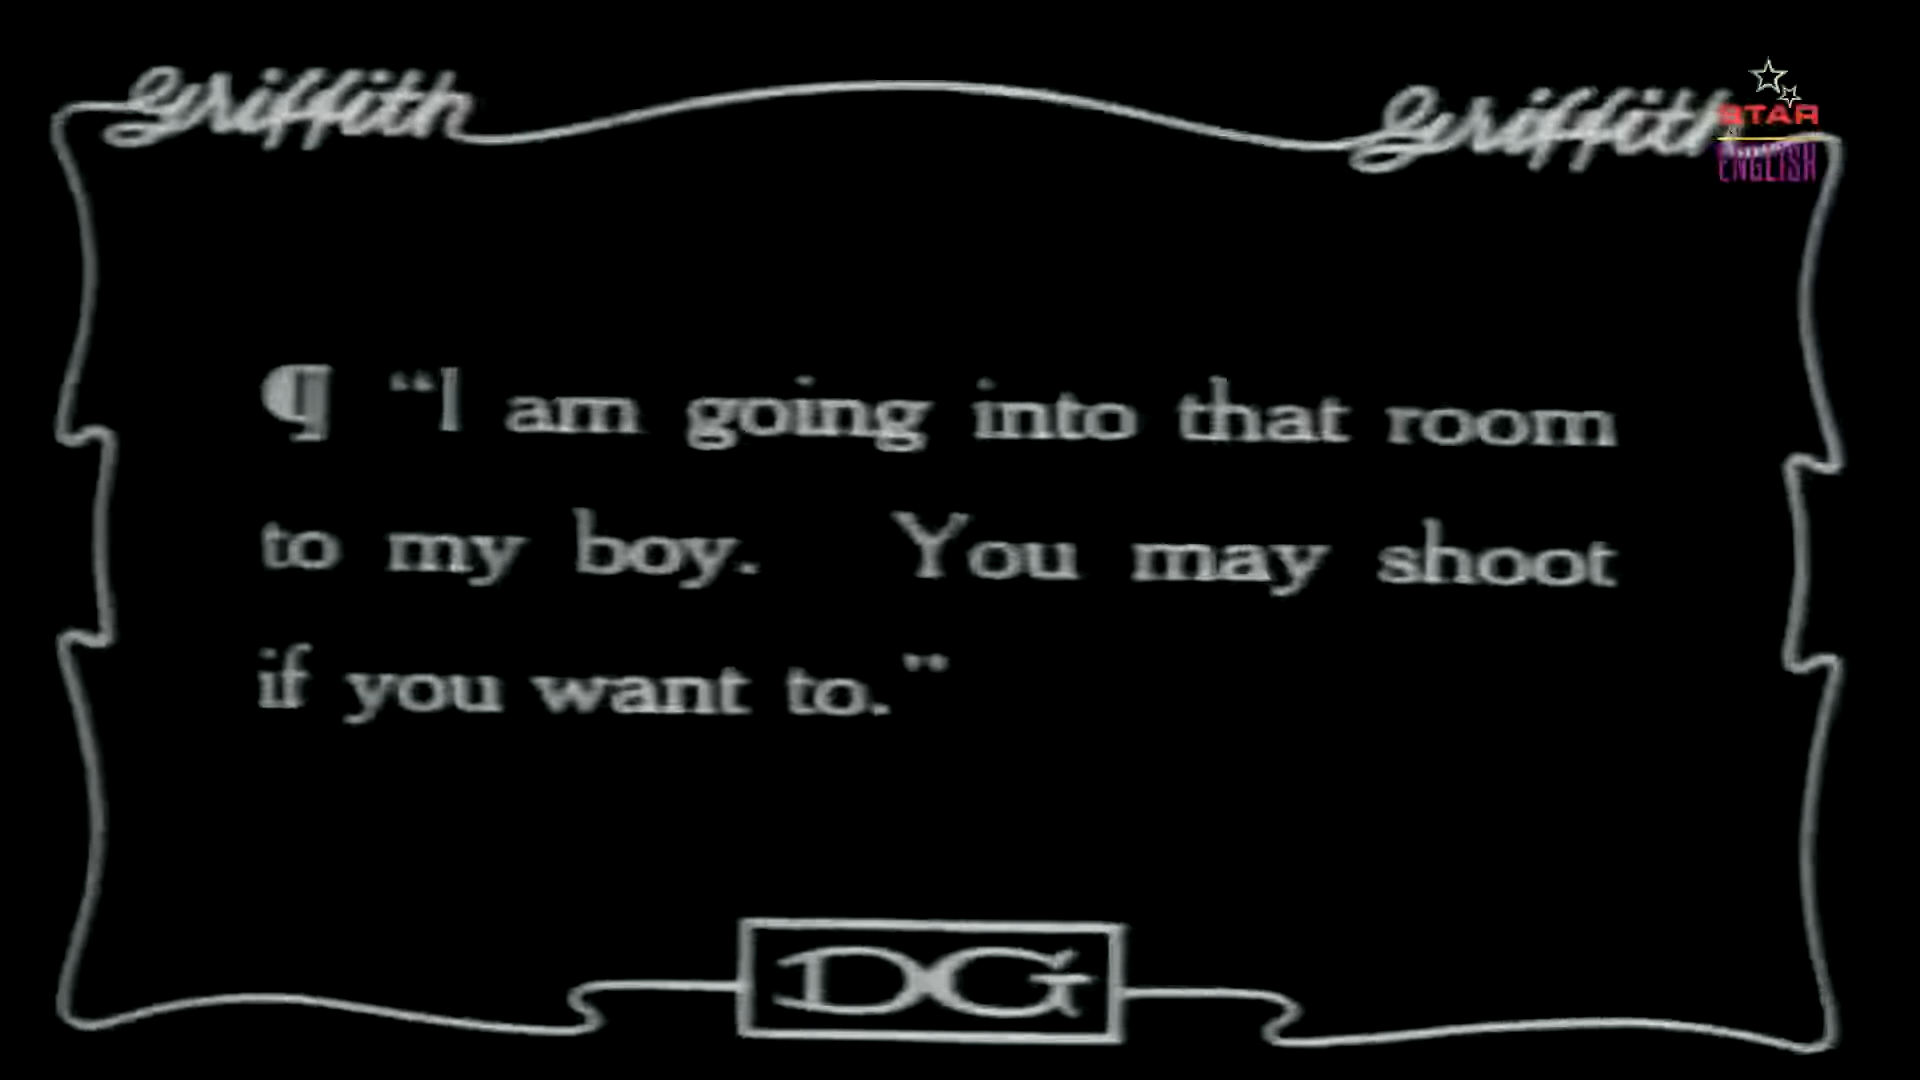 Griffith Griffith
STAR
ENGLISH
¶ “I am going into that room
to my boy. You may shoot
if you want to.”
DG